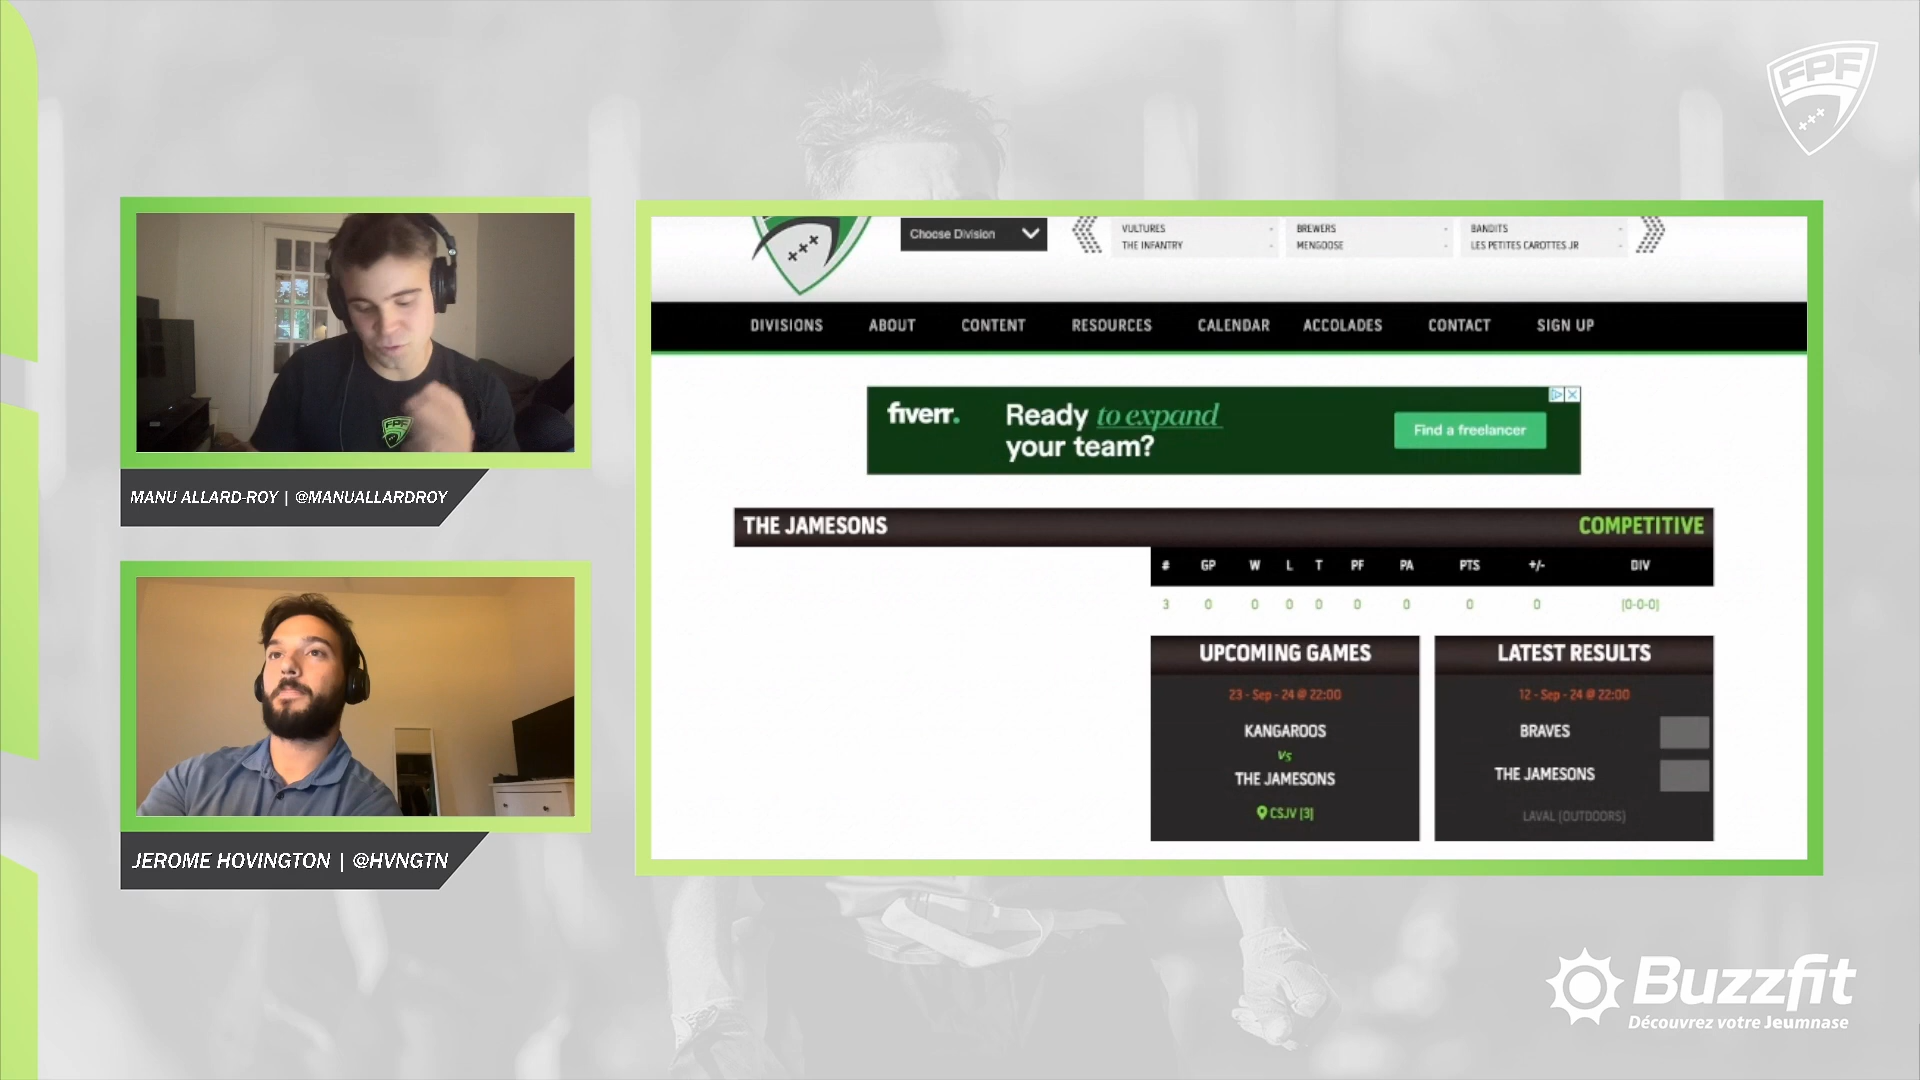 FPF
Choose Division
VULTURES -
THE INFANTRY -
BREWERS -
MENGOOSE -
BANDITS -
LES PETITES CAROTTES JR -
DIVISIONS ABOUT CONTENT RESOURCES CALENDAR ACCOLADES CONTACT SIGN UP
fiverr.
Ready to expand
your team?
Find a freelancer
THE JAMESONS COMPETITIVE
# GP W L T PF PA PTS +/- DIV
3 0 0 0 0 0 0 0 0 (0-0-0)
UPCOMING GAMES
23 - Sep - 24 @ 22:00
KANGAROOS
Vs
THE JAMESONS
CSJV (3)
LATEST RESULTS
12 - Sep - 24 @ 22:00
BRAVES
THE JAMESONS
LAVAL (OUTDOORS)
FPF
MANU ALLARD-ROY | @MANUALLARDROY
JEROME HOVINGTON | @HVNGTN
Buzzfit
Découvrez votre Jeumnase